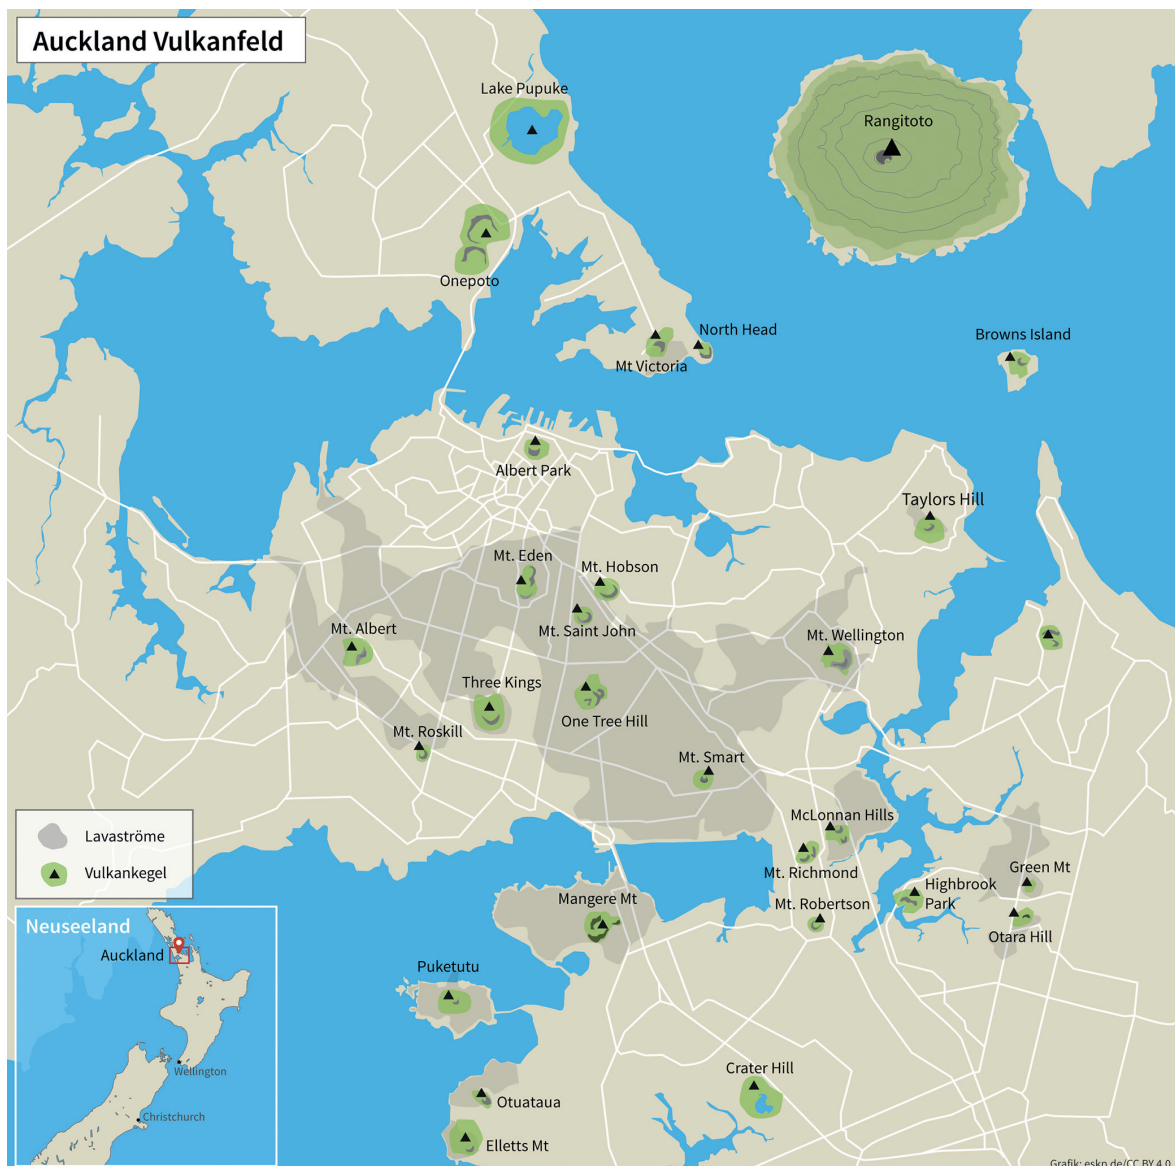 Auckland Vulkanfeld
Lake Pupuke
Rangitoto
Onepoto
North Head
Browns Island
Mt Victoria
Albert Park
Taylors Hill
Mt. Eden
Mt. Hobson
Mt. Albert
Mt. Saint John
Mt. Wellington
Three Kings
One Tree Hill
Mt. Roskill
Mt. Smart
McLonnan Hills
Mt. Richmond
Green Mt
Highbrook
Park
Mangere Mt
Mt. Robertson
Otara Hill
Puketutu
Crater Hill
Otuataua
Elletts Mt
Lavaströme
Vulkankegel
Neuseeland
Auckland
Wellington
Christchurch
Grafik: eskp.de/CC BY 4.0